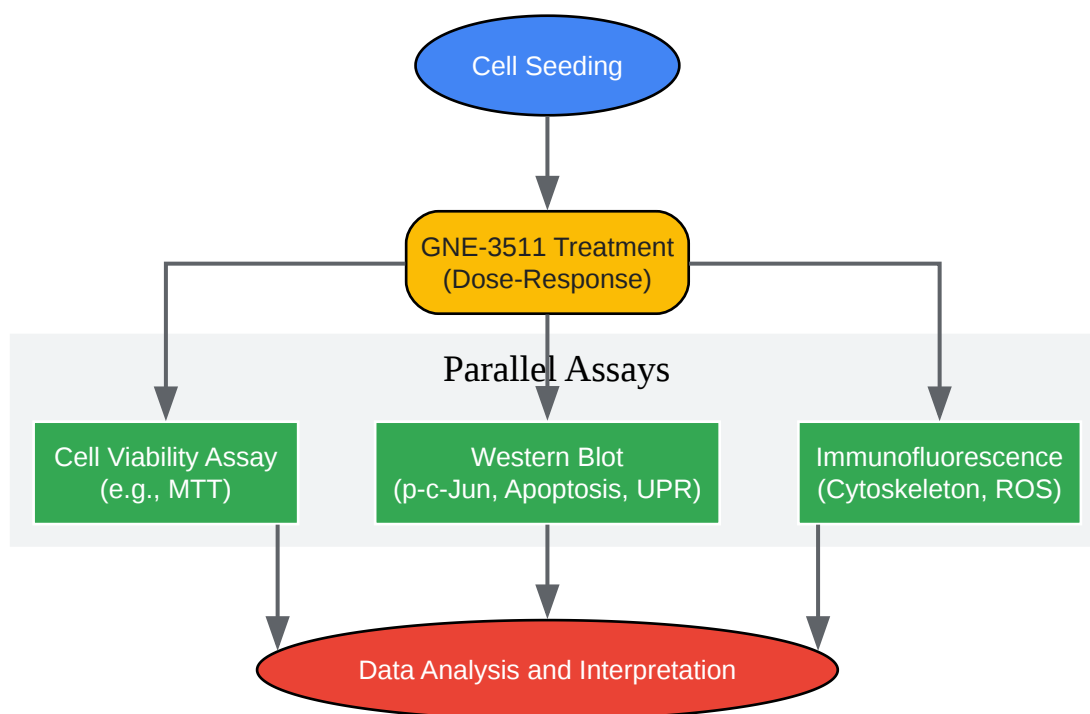 Cell Seeding
GNE-3511 Treatment
(Dose-Response)
Parallel Assays
Cell Viability Assay
(e.g., MTT)
Western Blot
(p-c-Jun, Apoptosis, UPR)
Immunofluorescence
(Cytoskeleton, ROS)
Data Analysis and Interpretation